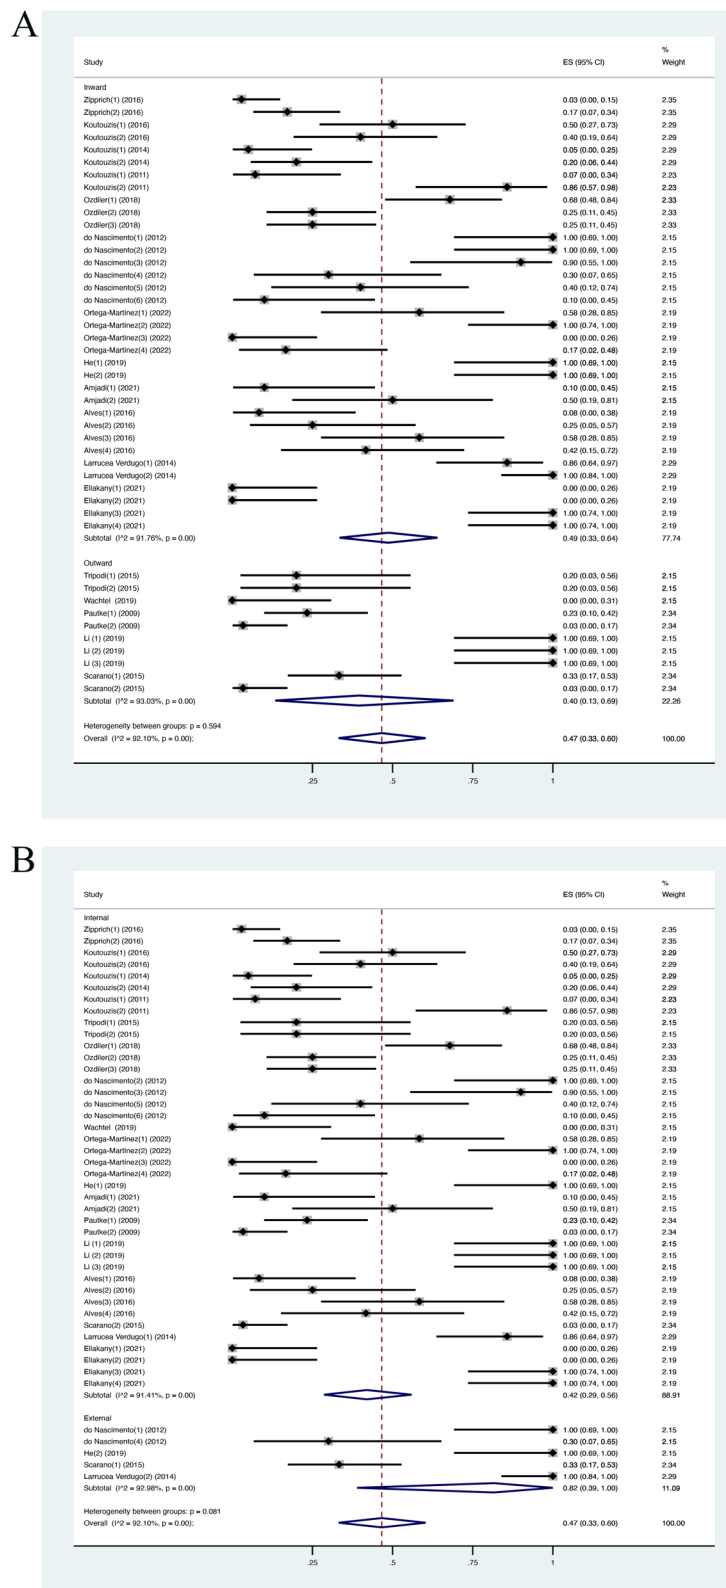 A
%
Study ES (95% CI) Weight
Inward
Zipprich(1) (2016) 0.03 (0.00, 0.15) 2.35
Zipprich(2) (2016) 0.17 (0.07, 0.34) 2.35
Koutouzis(1) (2016) 0.50 (0.27, 0.73) 2.29
Koutouzis(2) (2016) 0.40 (0.19, 0.64) 2.29
Koutouzis(1) (2014) 0.05 (0.00, 0.25) 2.29
Koutouzis(2) (2014) 0.20 (0.06, 0.44) 2.29
Koutouzis(1) (2011) 0.07 (0.00, 0.34) 2.23
Koutouzis(2) (2011) 0.86 (0.57, 0.98) 2.23
Ozdiler(1) (2018) 0.68 (0.48, 0.84) 2.33
Ozdiler(2) (2018) 0.25 (0.11, 0.45) 2.33
Ozdiler(3) (2018) 0.25 (0.11, 0.45) 2.33
do Nascimento(1) (2012) 1.00 (0.69, 1.00) 2.15
do Nascimento(2) (2012) 1.00 (0.69, 1.00) 2.15
do Nascimento(3) (2012) 0.90 (0.55, 1.00) 2.15
do Nascimento(4) (2012) 0.30 (0.07, 0.65) 2.15
do Nascimento(5) (2012) 0.40 (0.12, 0.74) 2.15
do Nascimento(6) (2012) 0.10 (0.00, 0.45) 2.15
Ortega-Martínez(1) (2022) 0.58 (0.28, 0.85) 2.19
Ortega-Martínez(2) (2022) 1.00 (0.74, 1.00) 2.19
Ortega-Martínez(3) (2022) 0.00 (0.00, 0.26) 2.19
Ortega-Martínez(4) (2022) 0.17 (0.02, 0.48) 2.19
He(1) (2019) 1.00 (0.69, 1.00) 2.15
He(2) (2019) 1.00 (0.69, 1.00) 2.15
Amjadi(1) (2021) 0.10 (0.00, 0.45) 2.15
Amjadi(2) (2021) 0.50 (0.19, 0.81) 2.15
Alves(1) (2016) 0.08 (0.00, 0.38) 2.19
Alves(2) (2016) 0.25 (0.05, 0.57) 2.19
Alves(3) (2016) 0.58 (0.28, 0.85) 2.19
Alves(4) (2016) 0.42 (0.15, 0.72) 2.19
Larrucea Verdugo(1) (2014) 0.86 (0.64, 0.97) 2.29
Larrucea Verdugo(2) (2014) 1.00 (0.84, 1.00) 2.29
Ellakany(1) (2021) 0.00 (0.00, 0.26) 2.19
Ellakany(2) (2021) 0.00 (0.00, 0.26) 2.19
Ellakany(3) (2021) 1.00 (0.74, 1.00) 2.19
Ellakany(4) (2021) 1.00 (0.74, 1.00) 2.19
Subtotal (I^2 = 91.76%, p = 0.00) 0.49 (0.33, 0.64) 77.74
Outward
Tripodi(1) (2015) 0.20 (0.03, 0.56) 2.15
Tripodi(2) (2015) 0.20 (0.03, 0.56) 2.15
Wachtel (2019) 0.00 (0.00, 0.31) 2.15
Pautke(1) (2009) 0.23 (0.10, 0.42) 2.34
Pautke(2) (2009) 0.03 (0.00, 0.17) 2.34
Li (1) (2019) 1.00 (0.69, 1.00) 2.15
Li (2) (2019) 1.00 (0.69, 1.00) 2.15
Li (3) (2019) 1.00 (0.69, 1.00) 2.15
Scarano(1) (2015) 0.33 (0.17, 0.53) 2.34
Scarano(2) (2015) 0.03 (0.00, 0.17) 2.34
Subtotal (I^2 = 93.03%, p = 0.00) 0.40 (0.13, 0.69) 22.26
Heterogeneity between groups: p = 0.594
Overall (I^2 = 92.10%, p = 0.00); 0.47 (0.33, 0.60) 100.00
.25 .5 .75 1
B
%
Study ES (95% CI) Weight
Internal
Zipprich(1) (2016) 0.03 (0.00, 0.15) 2.35
Zipprich(2) (2016) 0.17 (0.07, 0.34) 2.35
Koutouzis(1) (2016) 0.50 (0.27, 0.73) 2.29
Koutouzis(2) (2016) 0.40 (0.19, 0.64) 2.29
Koutouzis(1) (2014) 0.05 (0.00, 0.25) 2.29
Koutouzis(2) (2014) 0.20 (0.06, 0.44) 2.29
Koutouzis(1) (2011) 0.07 (0.00, 0.34) 2.23
Koutouzis(2) (2011) 0.86 (0.57, 0.98) 2.23
Tripodi(1) (2015) 0.20 (0.03, 0.56) 2.15
Tripodi(2) (2015) 0.20 (0.03, 0.56) 2.15
Ozdiler(1) (2018) 0.68 (0.48, 0.84) 2.33
Ozdiler(2) (2018) 0.25 (0.11, 0.45) 2.33
Ozdiler(3) (2018) 0.25 (0.11, 0.45) 2.33
do Nascimento(2) (2012) 1.00 (0.69, 1.00) 2.15
do Nascimento(3) (2012) 0.90 (0.55, 1.00) 2.15
do Nascimento(5) (2012) 0.40 (0.12, 0.74) 2.15
do Nascimento(6) (2012) 0.10 (0.00, 0.45) 2.15
Wachtel (2019) 0.00 (0.00, 0.31) 2.15
Ortega-Martínez(1) (2022) 0.58 (0.28, 0.85) 2.19
Ortega-Martínez(2) (2022) 1.00 (0.74, 1.00) 2.19
Ortega-Martínez(3) (2022) 0.00 (0.00, 0.26) 2.19
Ortega-Martínez(4) (2022) 0.17 (0.02, 0.48) 2.19
He(1) (2019) 1.00 (0.69, 1.00) 2.15
Amjadi(1) (2021) 0.10 (0.00, 0.45) 2.15
Amjadi(2) (2021) 0.50 (0.19, 0.81) 2.15
Pautke(1) (2009) 0.23 (0.10, 0.42) 2.34
Pautke(2) (2009) 0.03 (0.00, 0.17) 2.34
Li (1) (2019) 1.00 (0.69, 1.00) 2.15
Li (2) (2019) 1.00 (0.69, 1.00) 2.15
Li (3) (2019) 1.00 (0.69, 1.00) 2.15
Alves(1) (2016) 0.08 (0.00, 0.38) 2.19
Alves(2) (2016) 0.25 (0.05, 0.57) 2.19
Alves(3) (2016) 0.58 (0.28, 0.85) 2.19
Alves(4) (2016) 0.42 (0.15, 0.72) 2.19
Scarano(2) (2015) 0.03 (0.00, 0.17) 2.34
Larrucea Verdugo(1) (2014) 0.86 (0.64, 0.97) 2.29
Ellakany(1) (2021) 0.00 (0.00, 0.26) 2.19
Ellakany(2) (2021) 0.00 (0.00, 0.26) 2.19
Ellakany(3) (2021) 1.00 (0.74, 1.00) 2.19
Ellakany(4) (2021) 1.00 (0.74, 1.00) 2.19
Subtotal (I^2 = 91.41%, p = 0.00) 0.42 (0.29, 0.56) 88.91
External
do Nascimento(1) (2012) 1.00 (0.69, 1.00) 2.15
do Nascimento(4) (2012) 0.30 (0.07, 0.65) 2.15
He(2) (2019) 1.00 (0.69, 1.00) 2.15
Scarano(1) (2015) 0.33 (0.17, 0.53) 2.34
Larrucea Verdugo(2) (2014) 1.00 (0.84, 1.00) 2.29
Subtotal (I^2 = 92.98%, p = 0.00) 0.82 (0.39, 1.00) 11.09
Heterogeneity between groups: p = 0.081
Overall (I^2 = 92.10%, p = 0.00); 0.47 (0.33, 0.60) 100.00
.25 .5 .75 1